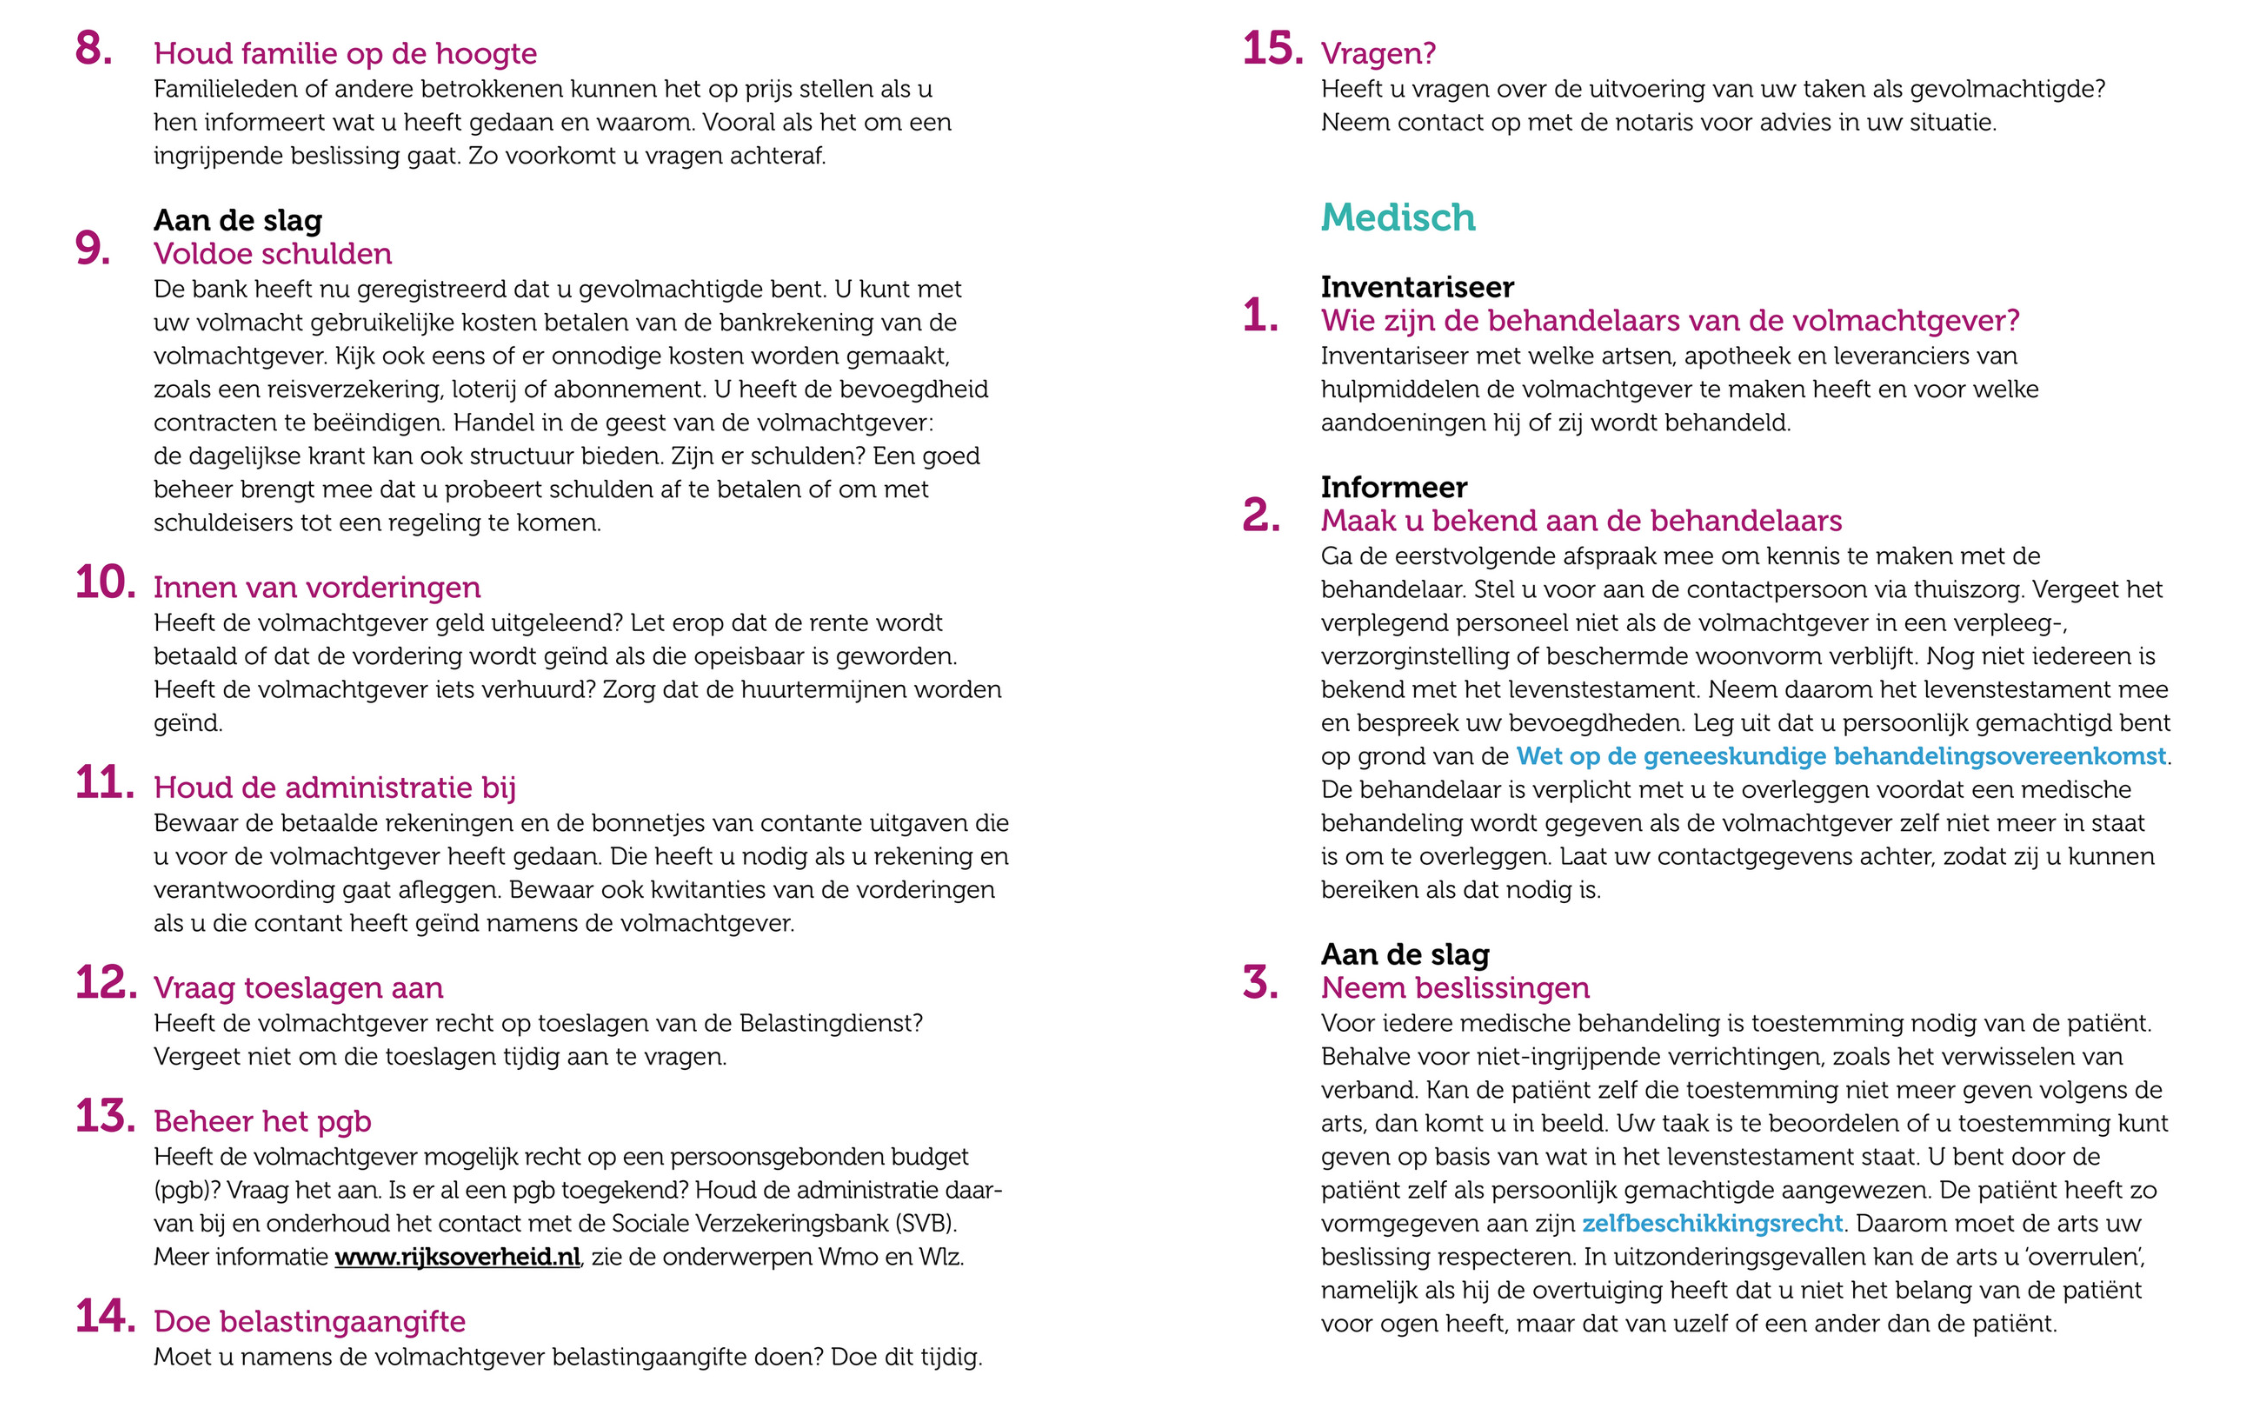 8. Houd familie op de hoogte
Familieleden of andere betrokkenen kunnen het op prijs stellen als u
hen informeert wat u heeft gedaan en waarom. Vooral als het om een
ingrijpende beslissing gaat. Zo voorkomt u vragen achteraf.
Aan de slag
9. Voldoe schulden
De bank heeft nu geregistreerd dat u gevolmachtigde bent. U kunt met
uw volmacht gebruikelijke kosten betalen van de bankrekening van de
volmachtgever. Kijk ook eens of er onnodige kosten worden gemaakt,
zoals een reisverzekering, loterij of abonnement. U heeft de bevoegdheid
contracten te beëindigen. Handel in de geest van de volmachtgever:
de dagelijkse krant kan ook structuur bieden. Zijn er schulden? Een goed
beheer brengt mee dat u probeert schulden af te betalen of om met
schuldeisers tot een regeling te komen.
10. Innen van vorderingen
Heeft de volmachtgever geld uitgeleend? Let erop dat de rente wordt
betaald of dat de vordering wordt geïnd als die opeisbaar is geworden.
Heeft de volmachtgever iets verhuurd? Zorg dat de huurtermijnen worden
geïnd.
11. Houd de administratie bij
Bewaar de betaalde rekeningen en de bonnetjes van contante uitgaven die
u voor de volmachtgever heeft gedaan. Die heeft u nodig als u rekening en
verantwoording gaat afleggen. Bewaar ook kwitanties van de vorderingen
als u die contant heeft geïnd namens de volmachtgever.
12. Vraag toeslagen aan
Heeft de volmachtgever recht op toeslagen van de Belastingdienst?
Vergeet niet om die toeslagen tijdig aan te vragen.
13. Beheer het pgb
Heeft de volmachtgever mogelijk recht op een persoonsgebonden budget
(pgb)? Vraag het aan. Is er al een pgb toegekend? Houd de administratie daar-
van bij en onderhoud het contact met de Sociale Verzekeringsbank (SVB).
Meer informatie www.rijksoverheid.nl, zie de onderwerpen Wmo en Wlz.
14. Doe belastingaangifte
Moet u namens de volmachtgever belastingaangifte doen? Doe dit tijdig.
15. Vragen?
Heeft u vragen over de uitvoering van uw taken als gevolmachtigde?
Neem contact op met de notaris voor advies in uw situatie.
Medisch
Inventariseer
1. Wie zijn de behandelaars van de volmachtgever?
Inventariseer met welke artsen, apotheek en leveranciers van
hulpmiddelen de volmachtgever te maken heeft en voor welke
aandoeningen hij of zij wordt behandeld.
Informeer
2. Maak u bekend aan de behandelaars
Ga de eerstvolgende afspraak mee om kennis te maken met de
behandelaar. Stel u voor aan de contactpersoon via thuiszorg. Vergeet het
verplegend personeel niet als de volmachtgever in een verpleeg-,
verzorginstelling of beschermde woonvorm verblijft. Nog niet iedereen is
bekend met het levenstestament. Neem daarom het levenstestament mee
en bespreek uw bevoegdheden. Leg uit dat u persoonlijk gemachtigd bent
op grond van de Wet op de geneeskundige behandelingsovereenkomst.
De behandelaar is verplicht met u te overleggen voordat een medische
behandeling wordt gegeven als de volmachtgever zelf niet meer in staat
is om te overleggen. Laat uw contactgegevens achter, zodat zij u kunnen
bereiken als dat nodig is.
Aan de slag
3. Neem beslissingen
Voor iedere medische behandeling is toestemming nodig van de patiënt.
Behalve voor niet-ingrijpende verrichtingen, zoals het verwisselen van
verband. Kan de patiënt zelf die toestemming niet meer geven volgens de
arts, dan komt u in beeld. Uw taak is te beoordelen of u toestemming kunt
geven op basis van wat in het levenstestament staat. U bent door de
patiënt zelf als persoonlijk gemachtigde aangewezen. De patiënt heeft zo
vormgegeven aan zijn zelfbeschikkingsrecht. Daarom moet de arts uw
beslissing respecteren. In uitzonderingsgevallen kan de arts u ‘overrulen’,
namelijk als hij de overtuiging heeft dat u niet het belang van de patiënt
voor ogen heeft, maar dat van uzelf of een ander dan de patiënt.